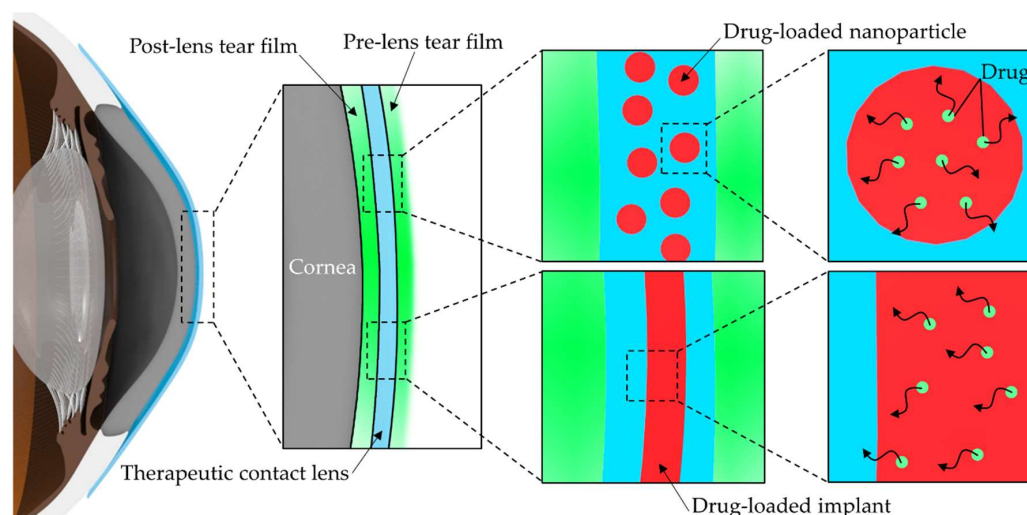 Post-lens tear film
Pre-lens tear film
Drug-loaded nanoparticle
Drug
Cornea
Therapeutic contact lens
Drug-loaded implant